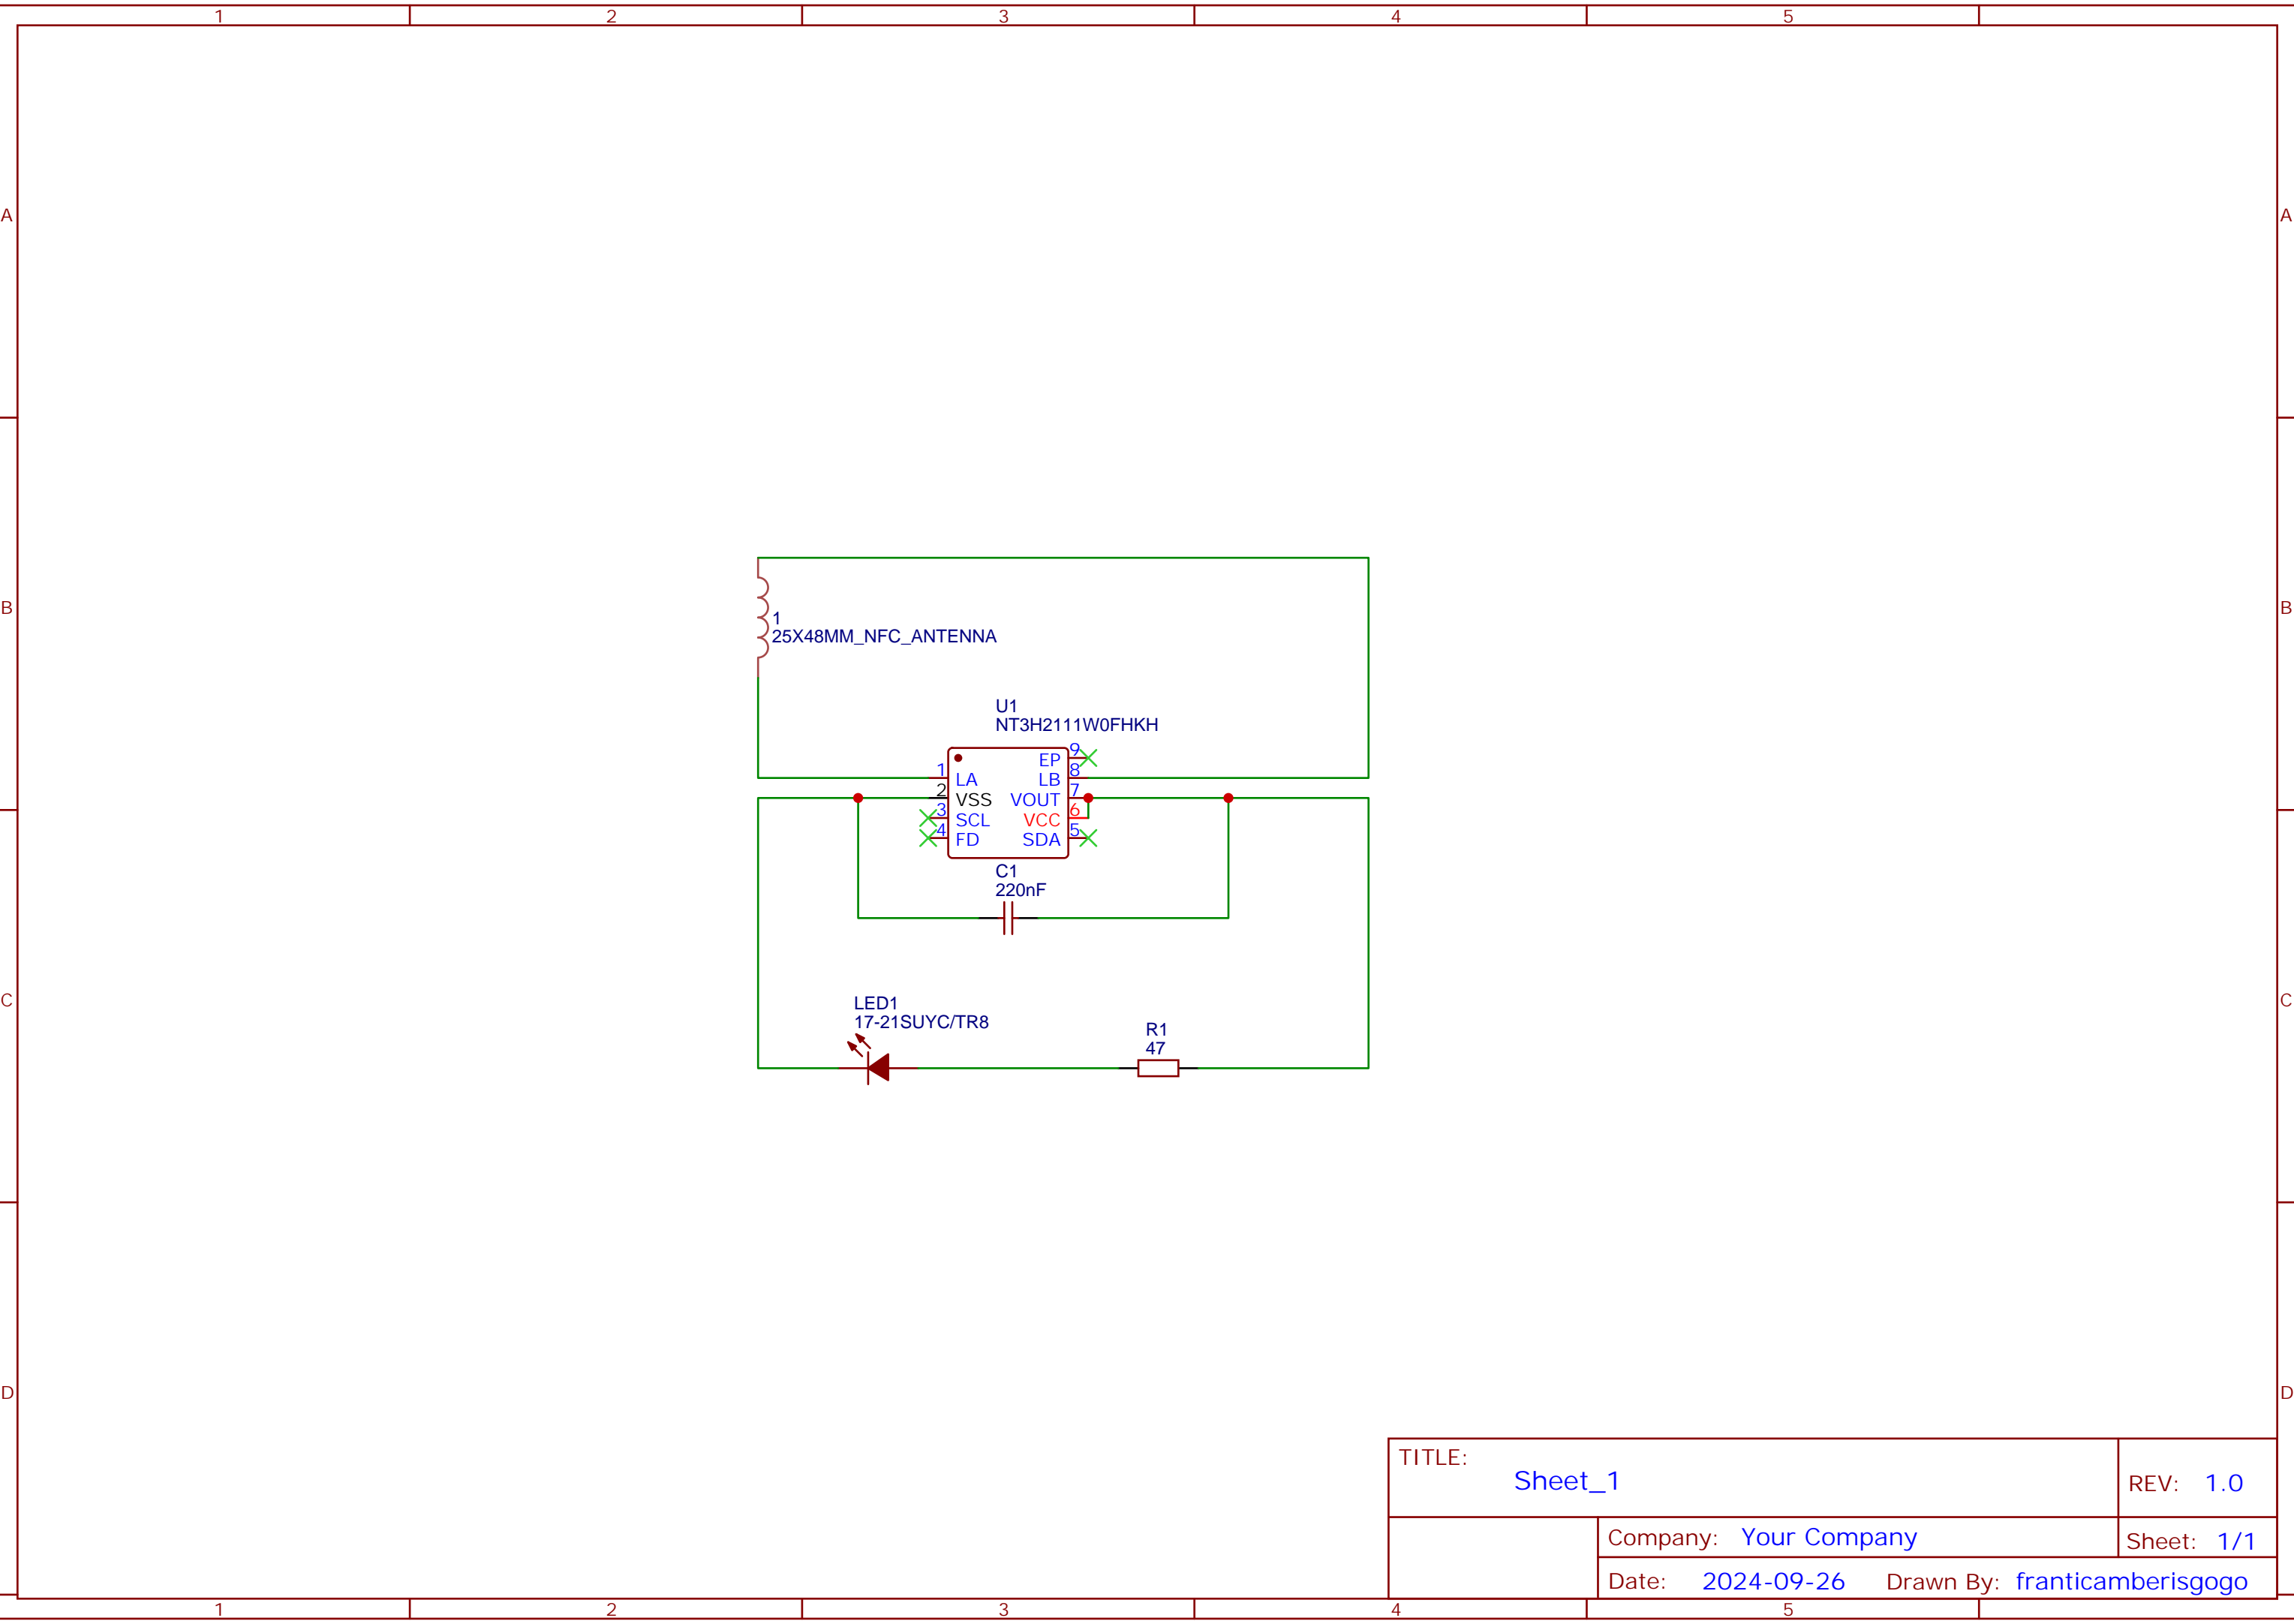 1 2 3 4 5
A A
B B
1
25X48MM_NFC_ANTENNA
U1
NT3H2111W0FHKH
EP 9
1 LA LB 8
2 VSS VOUT 7
3 SCL VCC 6
4 FD SDA 5
C1
220nF
C C
LED1
17-21SUYC/TR8
R1
47
D D
TITLE:
Sheet_1
REV: 1.0
Company: Your Company
Sheet: 1/1
Date: 2024-09-26 Drawn By: franticamberisgogo
1 2 3 4 5